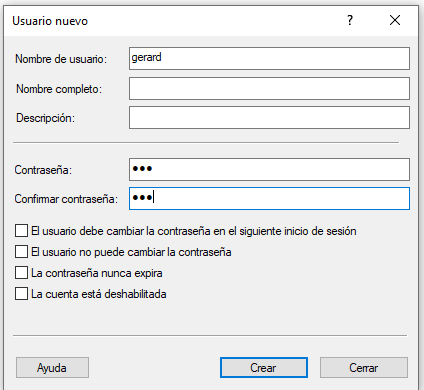 Usuario nuevo
Nombre de usuario: gerard
Nombre completo:
Descripción:
Contraseña: •••
Confirmar contraseña: •••
El usuario debe cambiar la contraseña en el siguiente inicio de sesión
El usuario no puede cambiar la contraseña
La contraseña nunca expira
La cuenta está deshabilitada
Ayuda Crear Cerrar